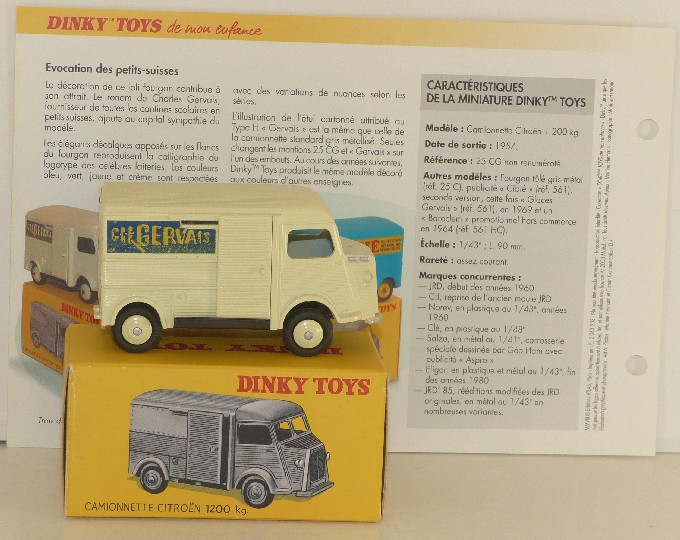 DINKY™ TOYS de mon enfance
Evocation des petits-suisses
La décoration de ce joli fourgon contribue à
son attrait. Le renom de Charles Gervais,
fournisseur de toutes les cantines scolaires en
petits-suisses, ajoute au capital sympathie du
modèle.
Les élégants décalques apposés sur les flancs
du fourgon reproduisent la calligraphie du
logotype des célèbres laiteries. Les couleurs
bleu, vert, jaune et crème sont respectées
avec des variations de nuances selon les
séries.
L'illustration de l'étui cartonné attribué au
Type H « Gervais » est la même que celle de
la camionnette standard gris métallisé. Seules
changent les mentions 25 CG et « Gervais » sur
l'un des embouts. Au cours des années suivantes,
Dinky™ Toys produisit le même modèle décoré
aux couleurs d'autres enseignes.
CARACTÉRISTIQUES
DE LA MINIATURE DINKY™ TOYS
Modèle : Camionnette Citroën 1 200 kg.
Date de sortie : 1957.
Référence : 25 CG non renuméroté
Autres modèles : Fourgon tôlé gris métal
(réf. 25 C), publicité « Cibié » (réf. 561),
seconde version, cette fois « Glaces
Gervais » (réf. 561), en 1969 et un
« Baroclem » promotionnel hors commerce
en 1964 (réf. 561 HC).
Échelle : 1/43e ; L. 90 mm.
Rareté : assez courant.
Marques concurrentes :
— JRD, début des années 1960
— CIJ, reprise de l'ancien moule JRD
— Norev, en plastique au 1/43e, années
1960
— Clé, en plastique au 1/48e
— Solza, en métal au 1/41e, carrosserie
spéciale dessinée par Géo Ham avec
publicité « Aspro »
— Eligor, en plastique et métal au 1/43e, fin
des années 1980
— JRD' 85, rééditions modifiées des JRD
originales, en métal au 1/43e en
nombreuses variantes.
CH. GERVAIS
DINKY TOYS
DINKY TOYS
DINKY TOYS
CAMIONNETTE CITROËN 1200 kg.